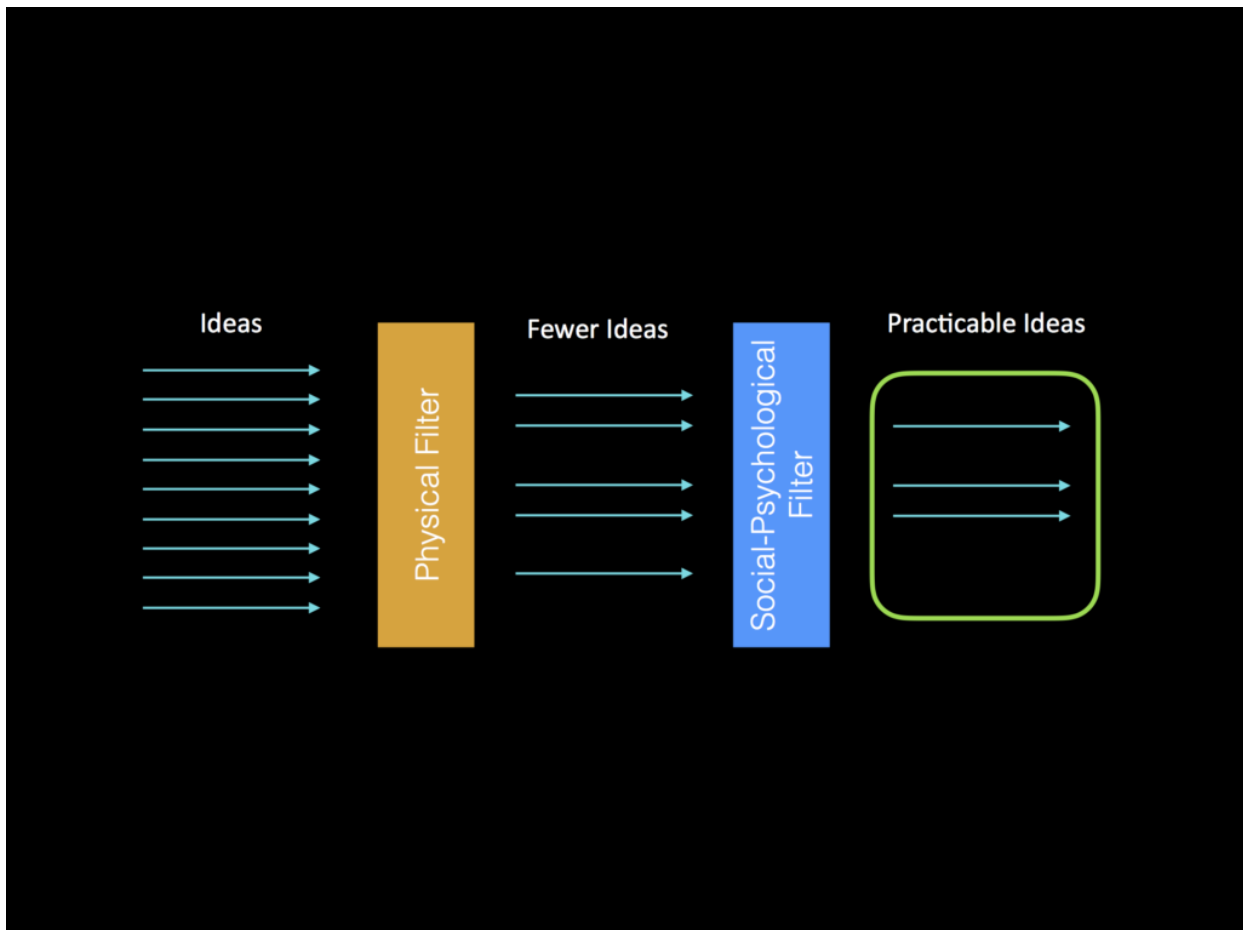 Ideas
Physical Filter
Fewer Ideas
Social-Psychological
Filter
Practicable Ideas